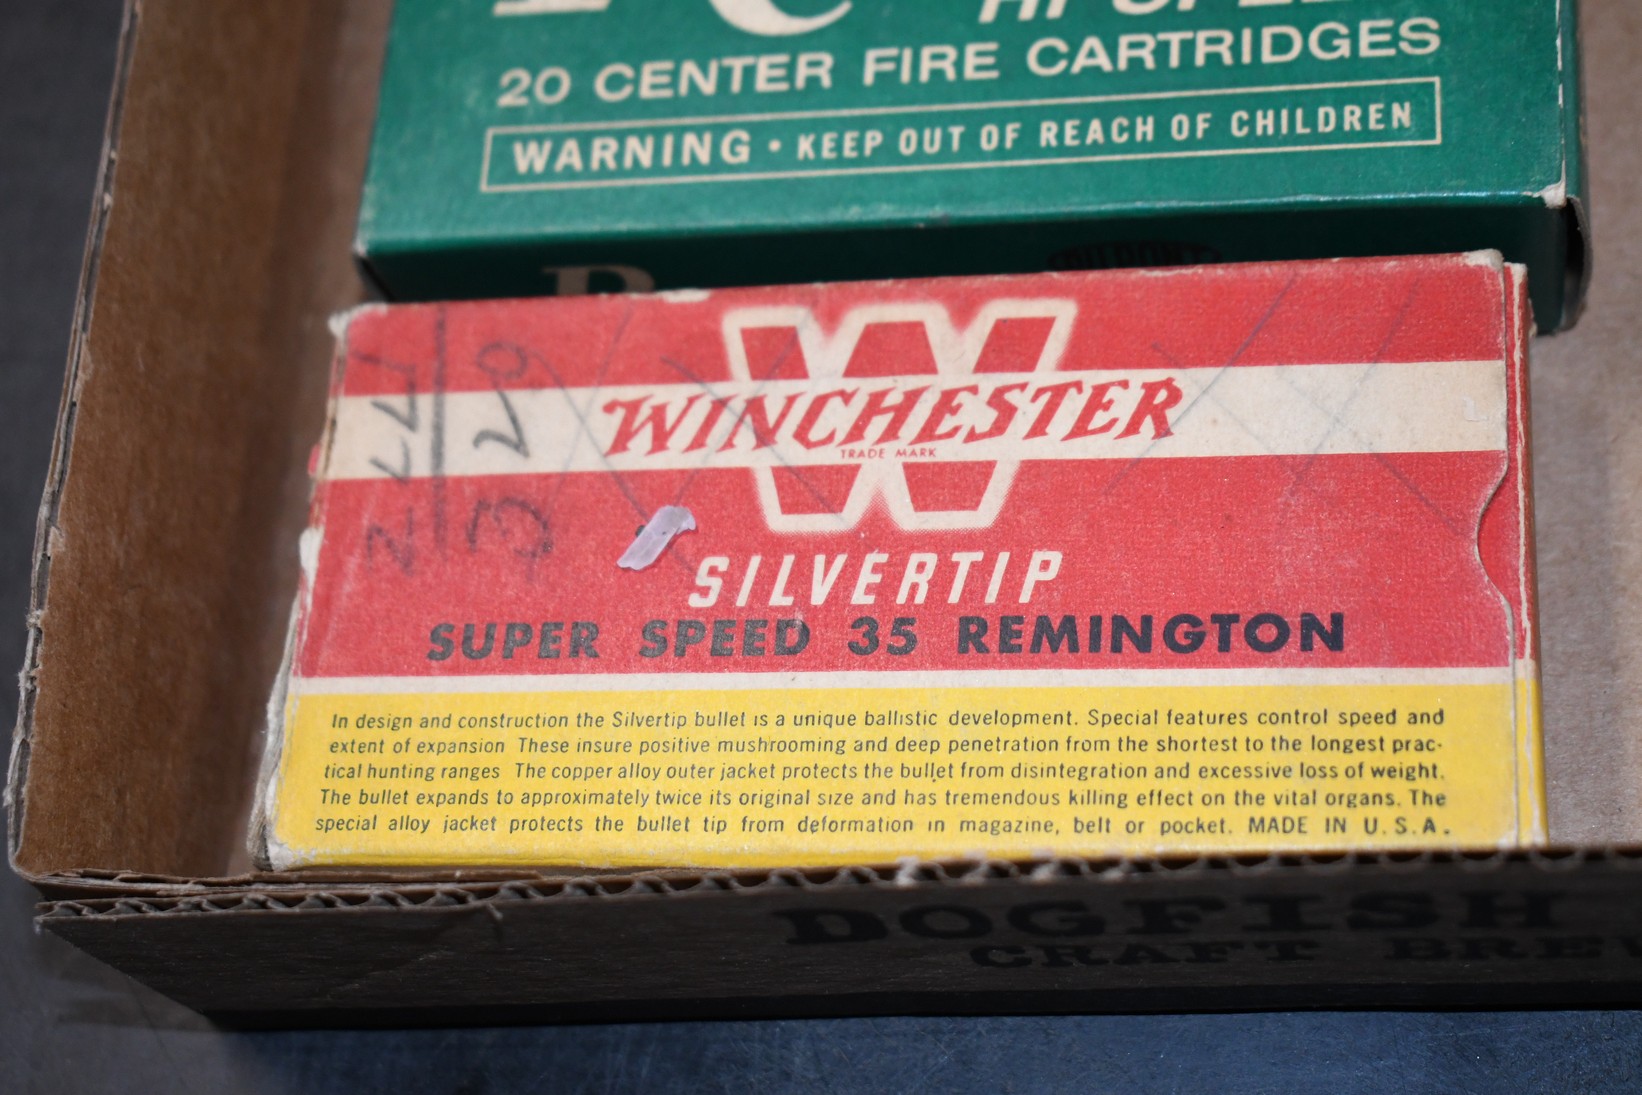 20 CENTER FIRE CARTRIDGES
WARNING • KEEP OUT OF REACH OF CHILDREN
WINCHESTER
TRADE MARK
SILVERTIP
SUPER SPEED 35 REMINGTON
In design and construction the Silvertip bullet is a unique ballistic development. Special features control speed and
extent of expansion These insure positive mushrooming and deep penetration from the shortest to the longest prac-
tical hunting ranges The copper alloy outer jacket protects the bullet from disintegration and excessive loss of weight.
The bullet expands to approximately twice its original size and has tremendous killing effect on the vital organs. The
special alloy jacket protects the bullet tip from deformation in magazine, belt or pocket. MADE IN U.S.A.
DOGFISH
CRAFT